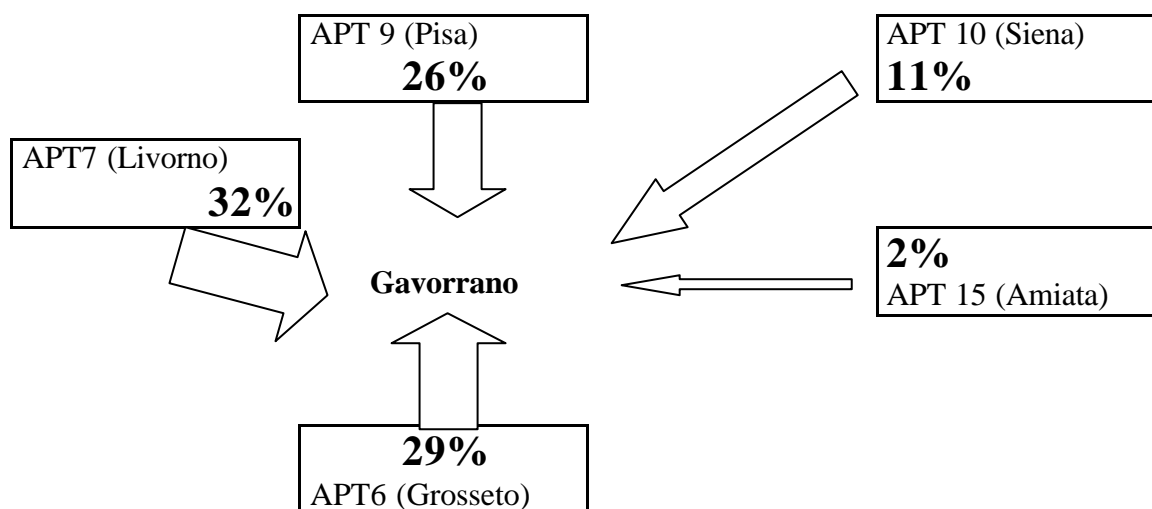 APT 9 (Pisa)
26%
APT 10 (Siena)
11%
APT7 (Livorno)
32%
2%
APT 15 (Amiata)
Gavorrano
29%
APT6 (Grosseto)